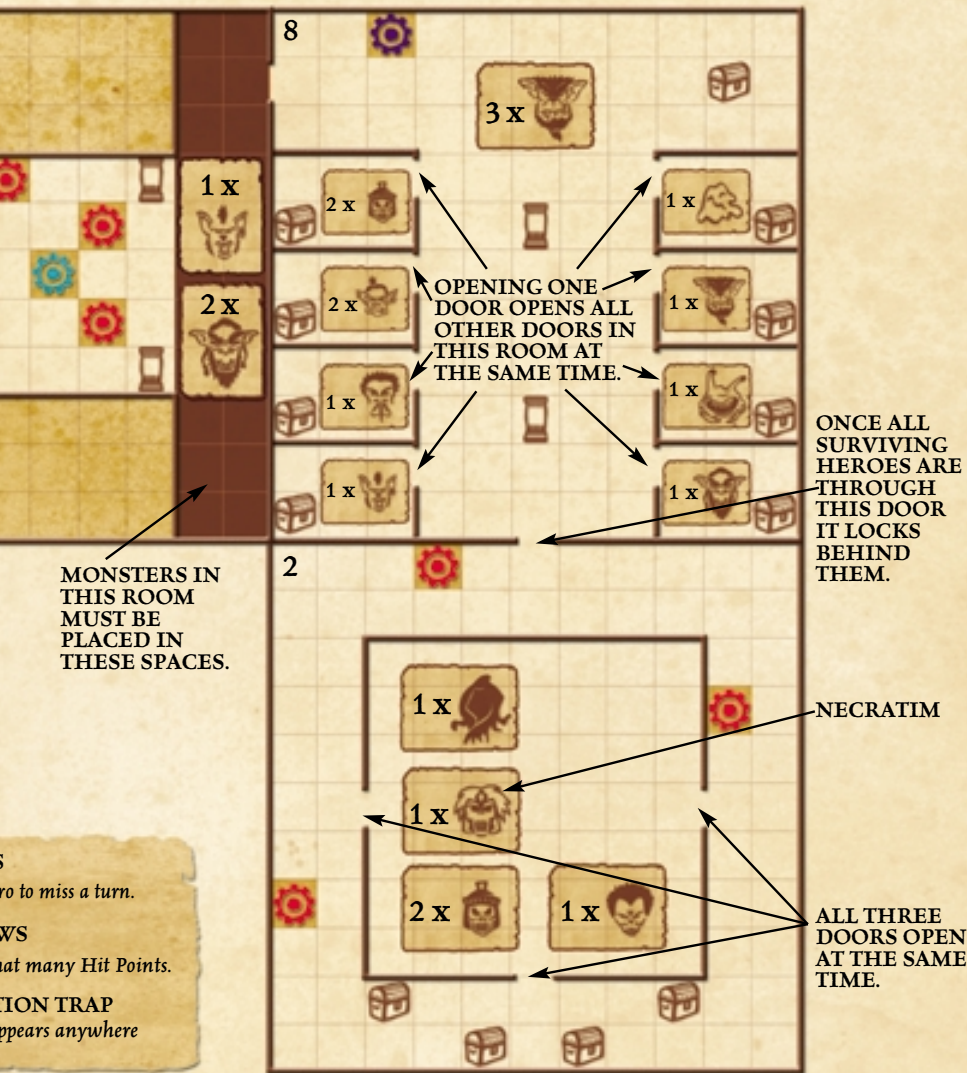 8
3 x
1 x
2 x
1 x
2 x
2 x
1 x
OPENING ONE
DOOR OPENS ALL
OTHER DOORS IN
THIS ROOM AT
THE SAME TIME.
1 x
1 x
1 x
1 x
ONCE ALL
SURVIVING
HEROES ARE
THROUGH
THIS DOOR
IT LOCKS
BEHIND
THEM.
MONSTERS IN
THIS ROOM
MUST BE
PLACED IN
THESE SPACES.
2
1 x
NECRATIM
1 x
2 x
1 x
ALL THREE
DOORS OPEN
AT THE SAME
TIME.
S
ro to miss a turn.
WS
hat many Hit Points.
TION TRAP
ppears anywhere